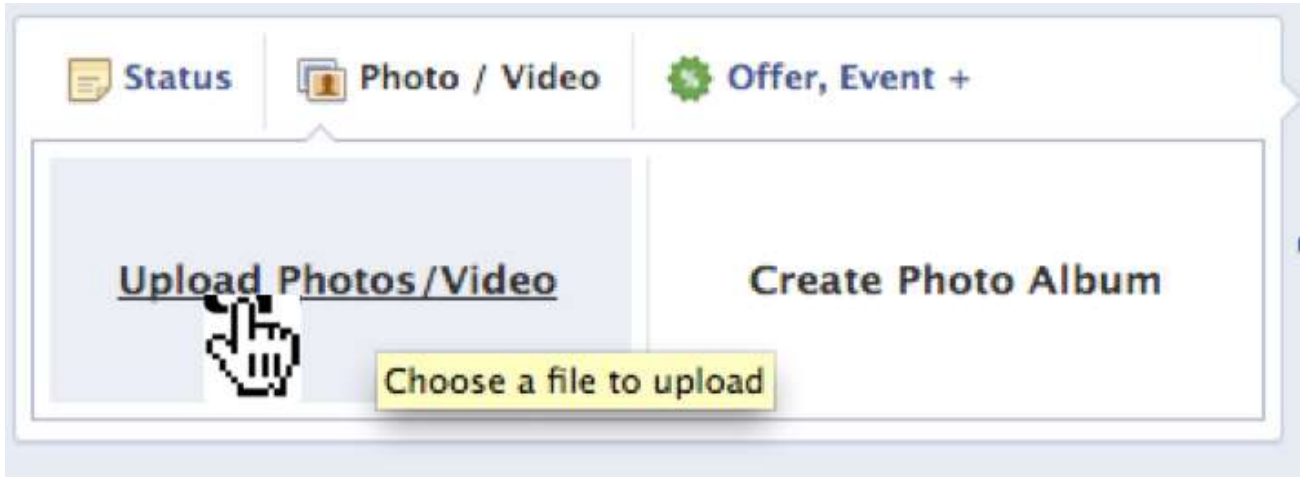 Status Photo / Video Offer, Event +
Upload Photos/Video Create Photo Album
Choose a file to upload